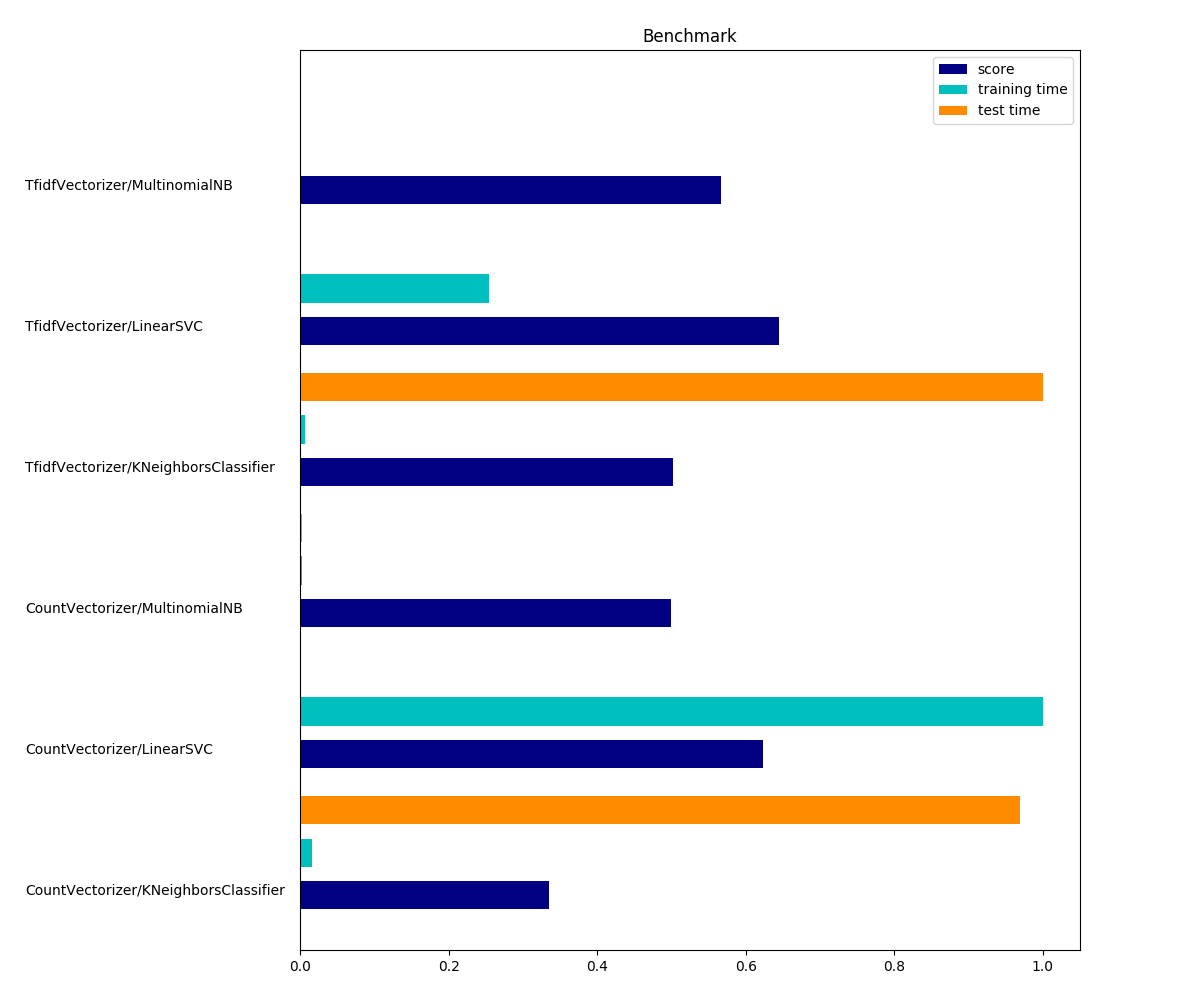 Benchmark
score
training time
test time
TfidfVectorizer/MultinomialNB
TfidfVectorizer/LinearSVC
TfidfVectorizer/KNeighborsClassifier
CountVectorizer/MultinomialNB
CountVectorizer/LinearSVC
CountVectorizer/KNeighborsClassifier
0.0 0.2 0.4 0.6 0.8 1.0